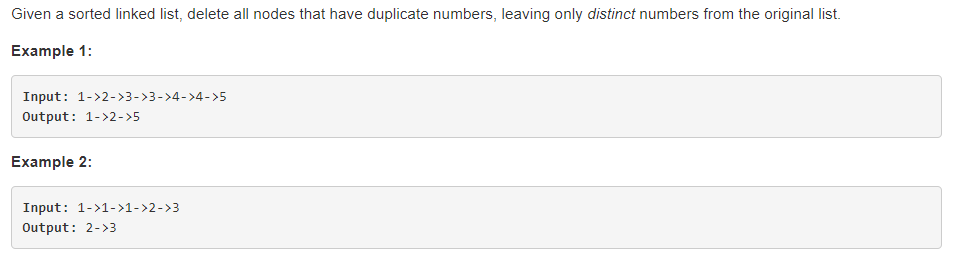 Given a sorted linked list, delete all nodes that have duplicate numbers, leaving only distinct numbers from the original list.
Example 1:
Input: 1->2->3->3->4->4->5
Output: 1->2->5
Example 2:
Input: 1->1->1->2->3
Output: 2->3